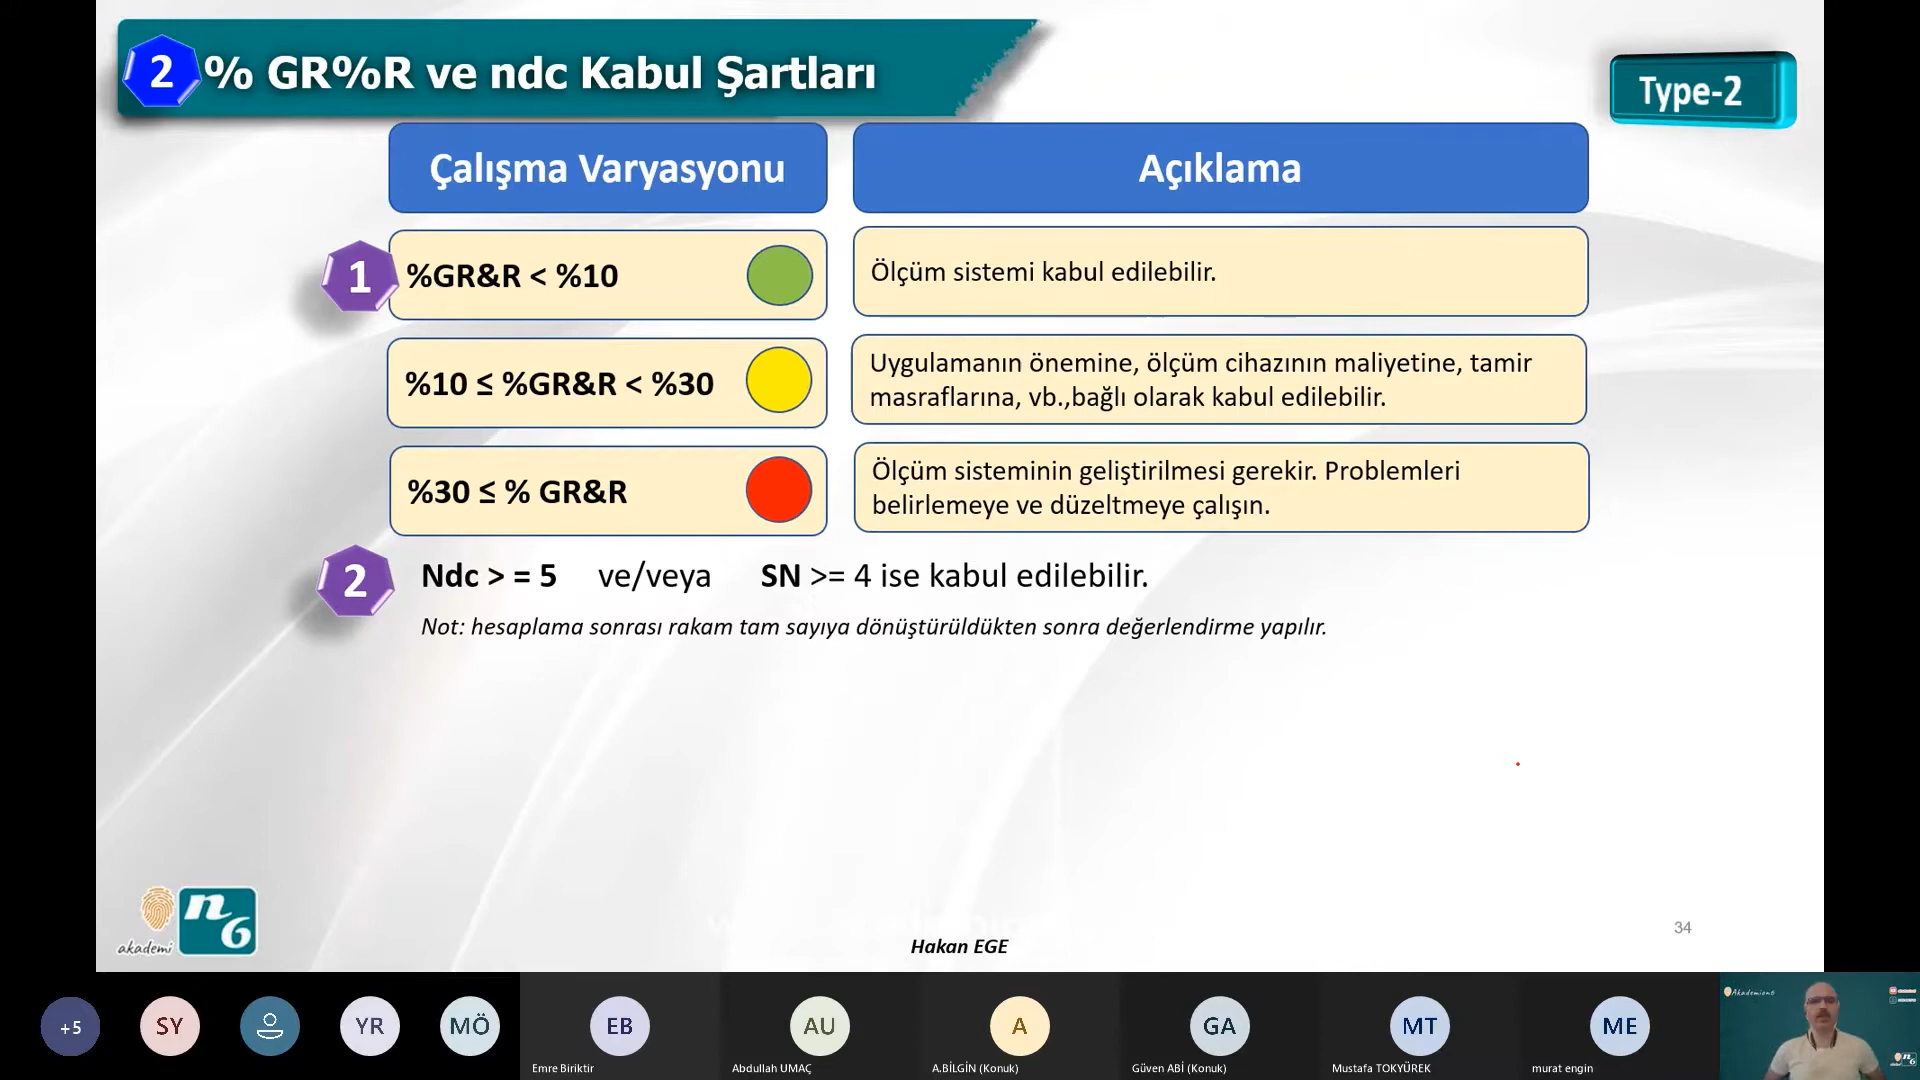 2 % GR%R ve ndc Kabul Şartları
Type-2
Çalışma Varyasyonu
Açıklama
1
%GR&R < %10
Ölçüm sistemi kabul edilebilir.
%10 ≤ %GR&R < %30
Uygulamanın önemine, ölçüm cihazının maliyetine, tamir
masraflarına, vb.,bağlı olarak kabul edilebilir.
%30 ≤ % GR&R
Ölçüm sisteminin geliştirilmesi gerekir. Problemleri
belirlemeye ve düzeltmeye çalışın.
2
Ndc > = 5 ve/veya SN >= 4 ise kabul edilebilir.
Not: hesaplama sonrası rakam tam sayıya dönüştürüldükten sonra değerlendirme yapılır.
akademi
n6
Hakan EGE
34
+5
SY
YR
MÖ
EB
AU
A
GA
MT
ME
Emre Biriktir
Abdullah UMAÇ
A.BİLGİN (Konuk)
Güven ABİ (Konuk)
Mustafa TOKYÜREK
murat engin